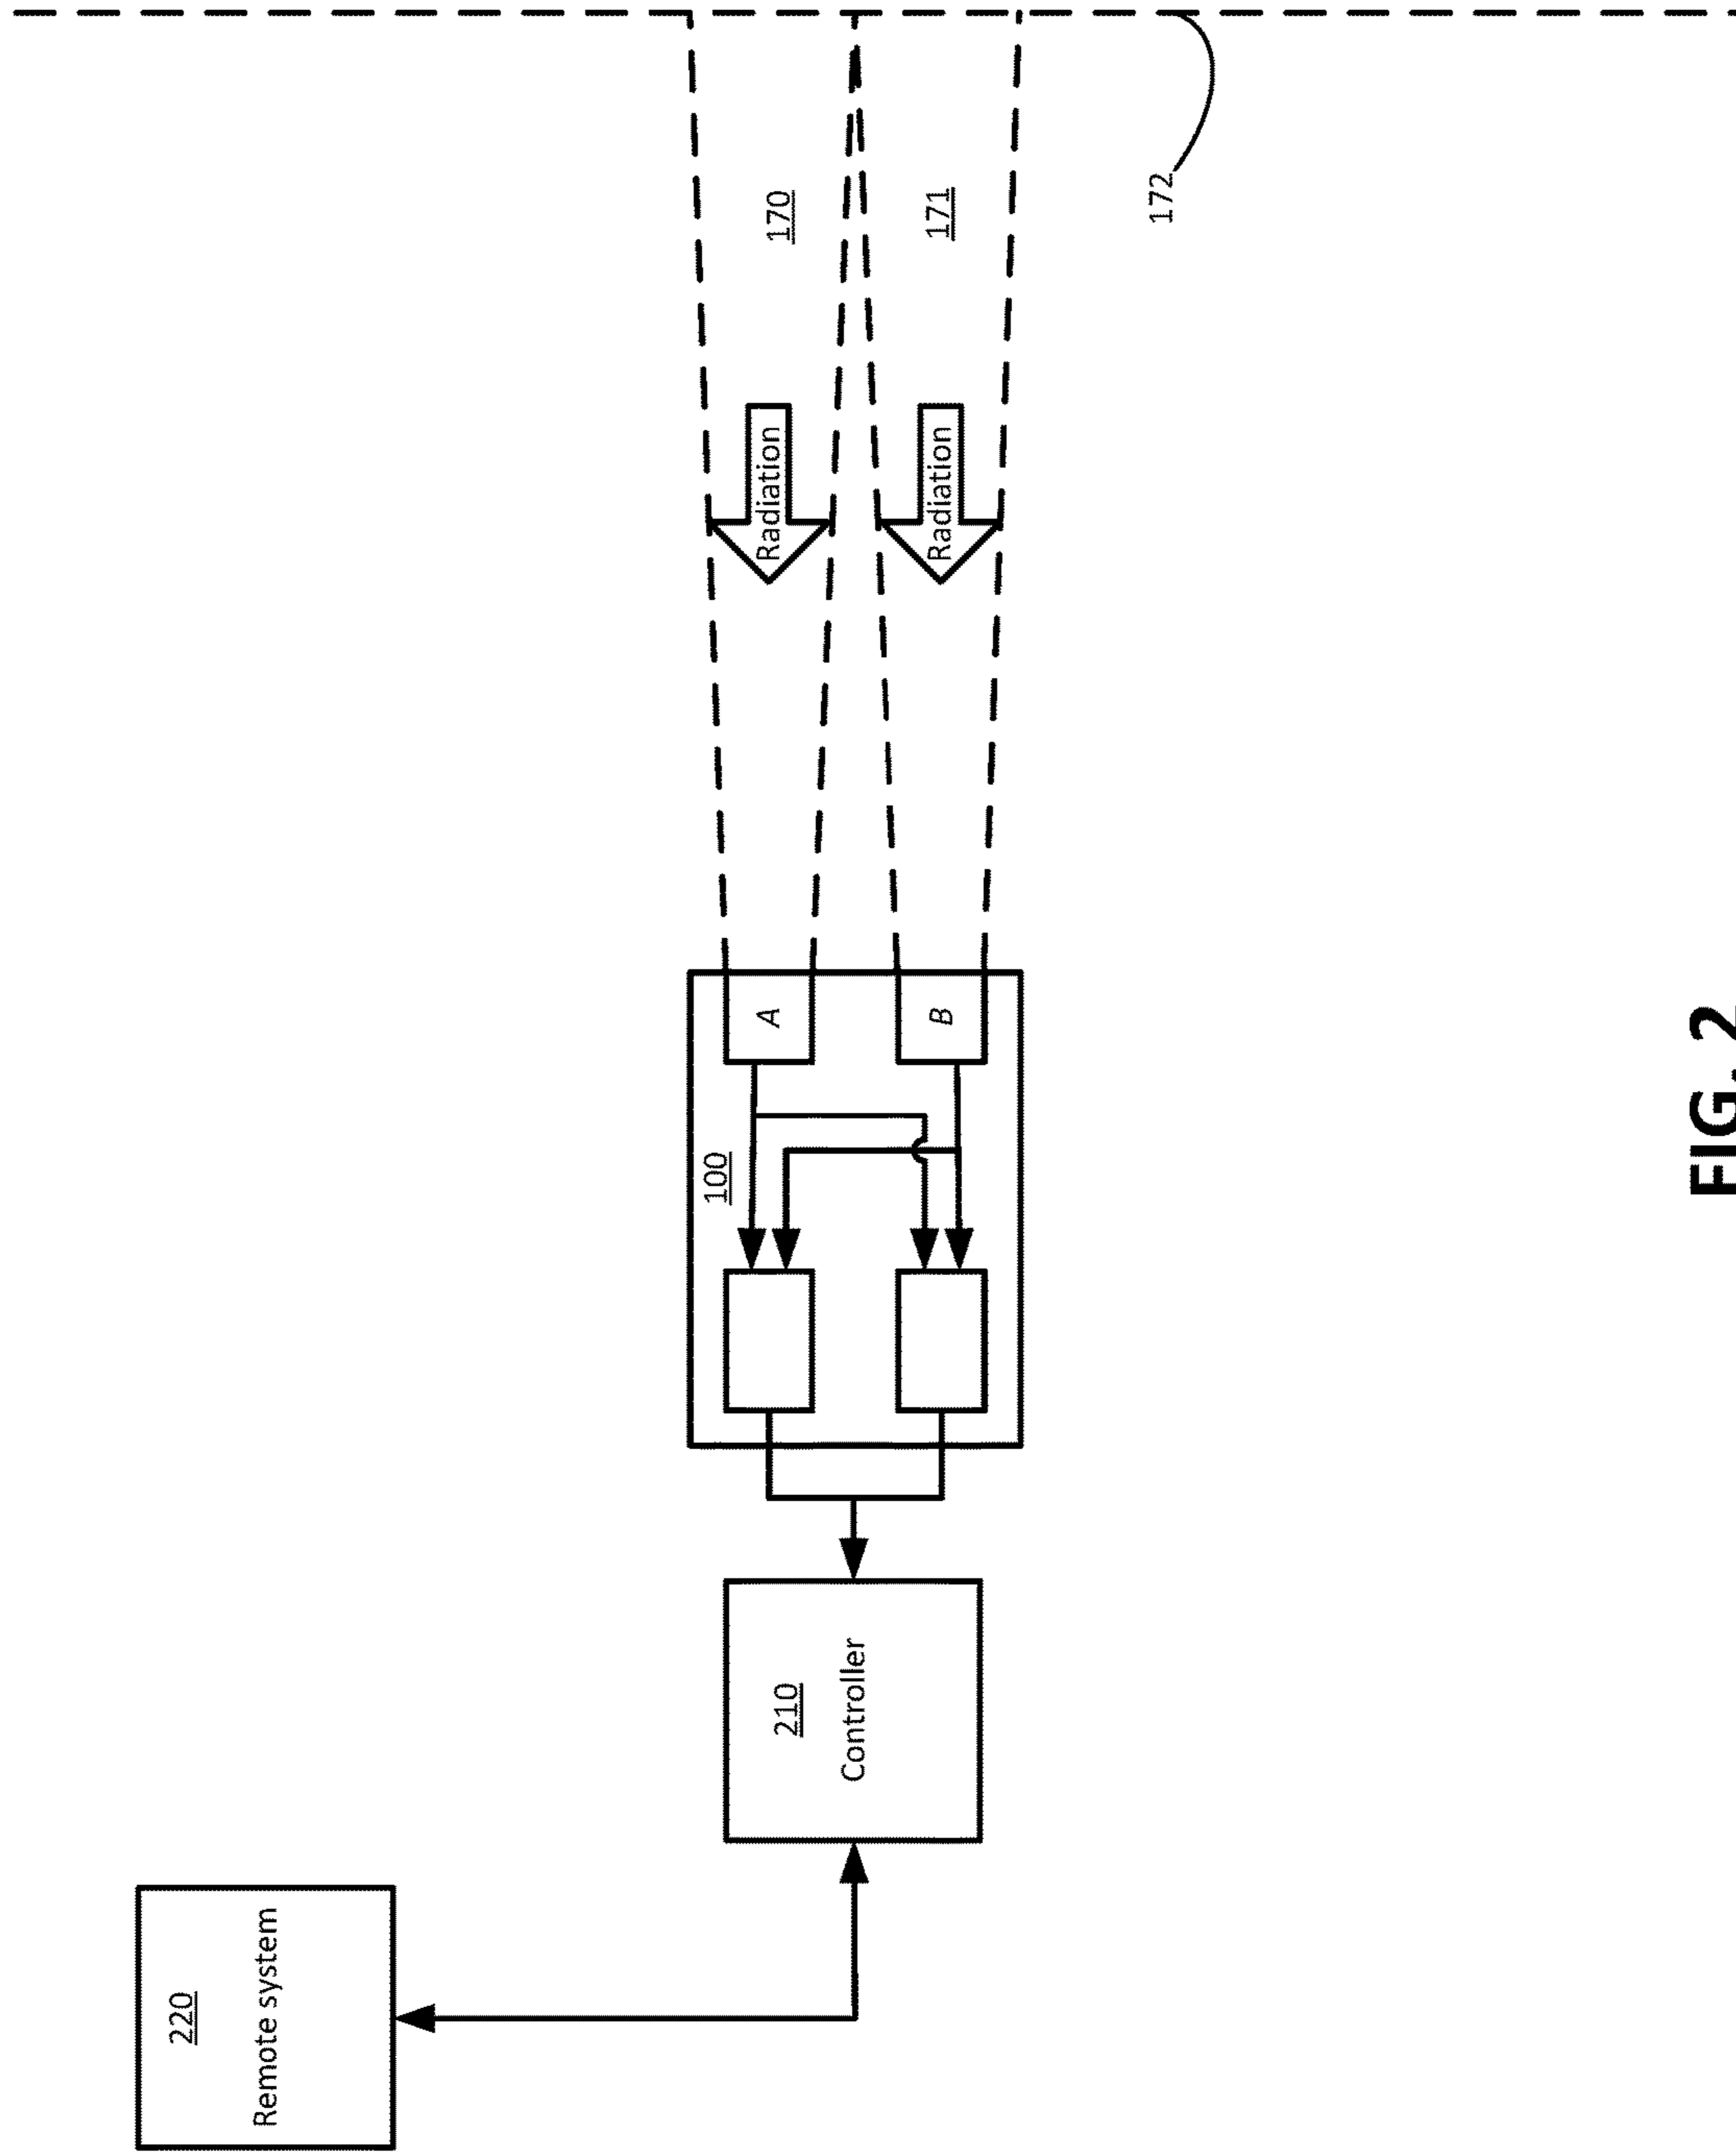 220
Remote system
210
Controller
100
A
B
Radiation
Radiation
170
171
172
FIG. 2